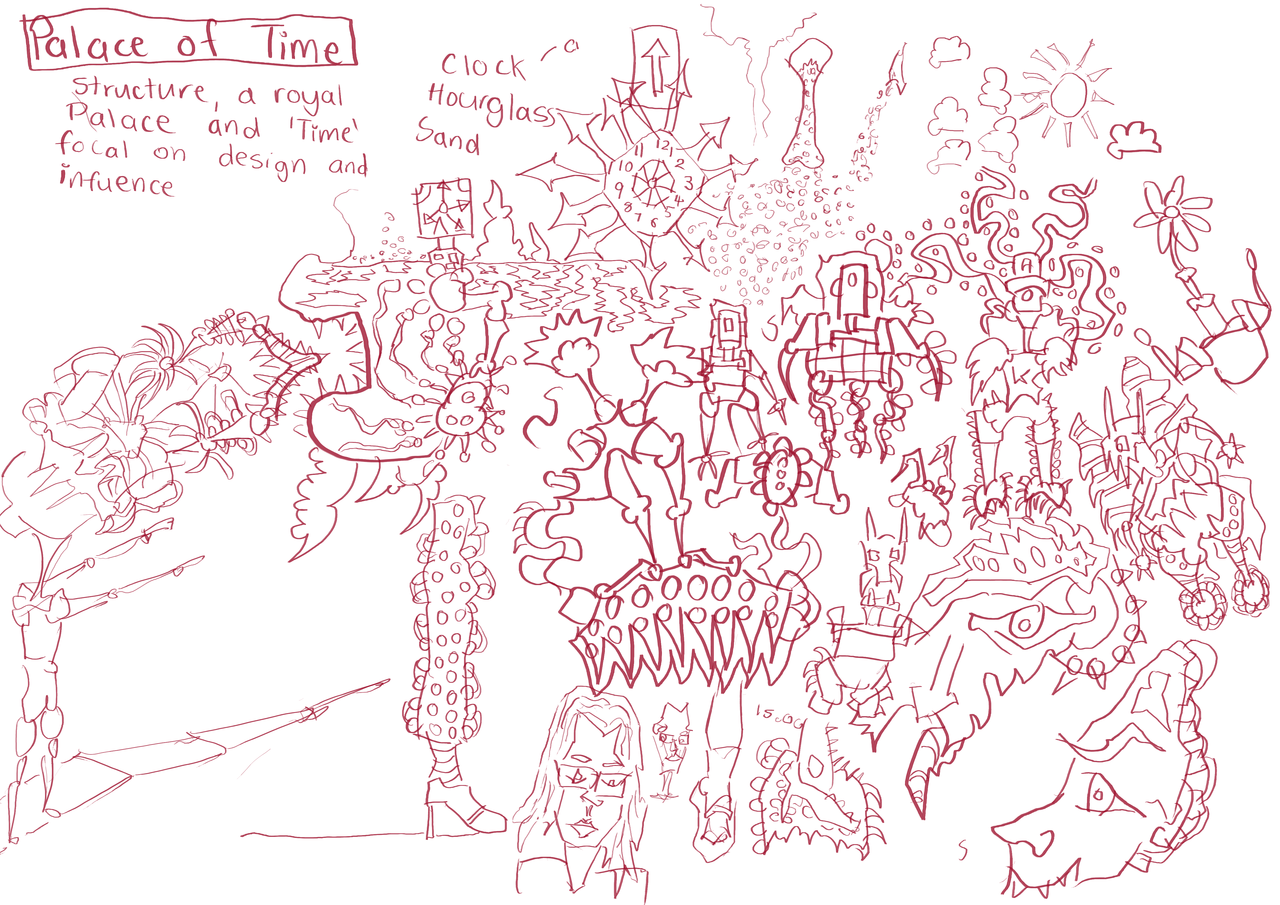 Palace of Time
Structure, a royal
Palace and 'Time'
focal on design and
infuence
Clock
Hourglass
Sand
a
11 12 1 2
10
9 3
8 4
7 6 5
A
15.00
S